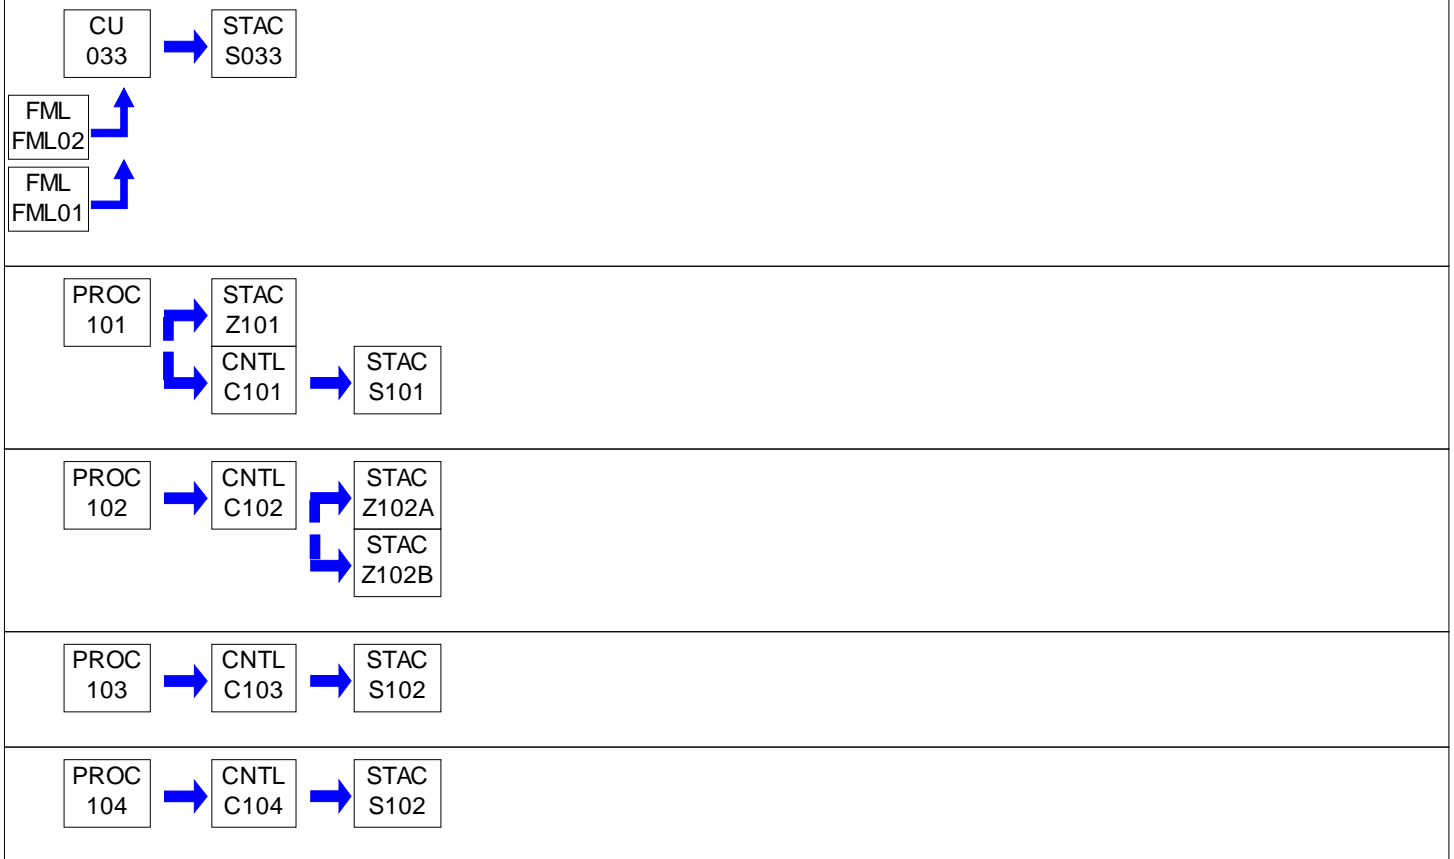 CU
033
STAC
S033
FML
FML02
FML
FML01
PROC
101
STAC
Z101
CNTL
C101
STAC
S101
PROC
102
CNTL
C102
STAC
Z102A
STAC
Z102B
PROC
103
CNTL
C103
STAC
S102
PROC
104
CNTL
C104
STAC
S102